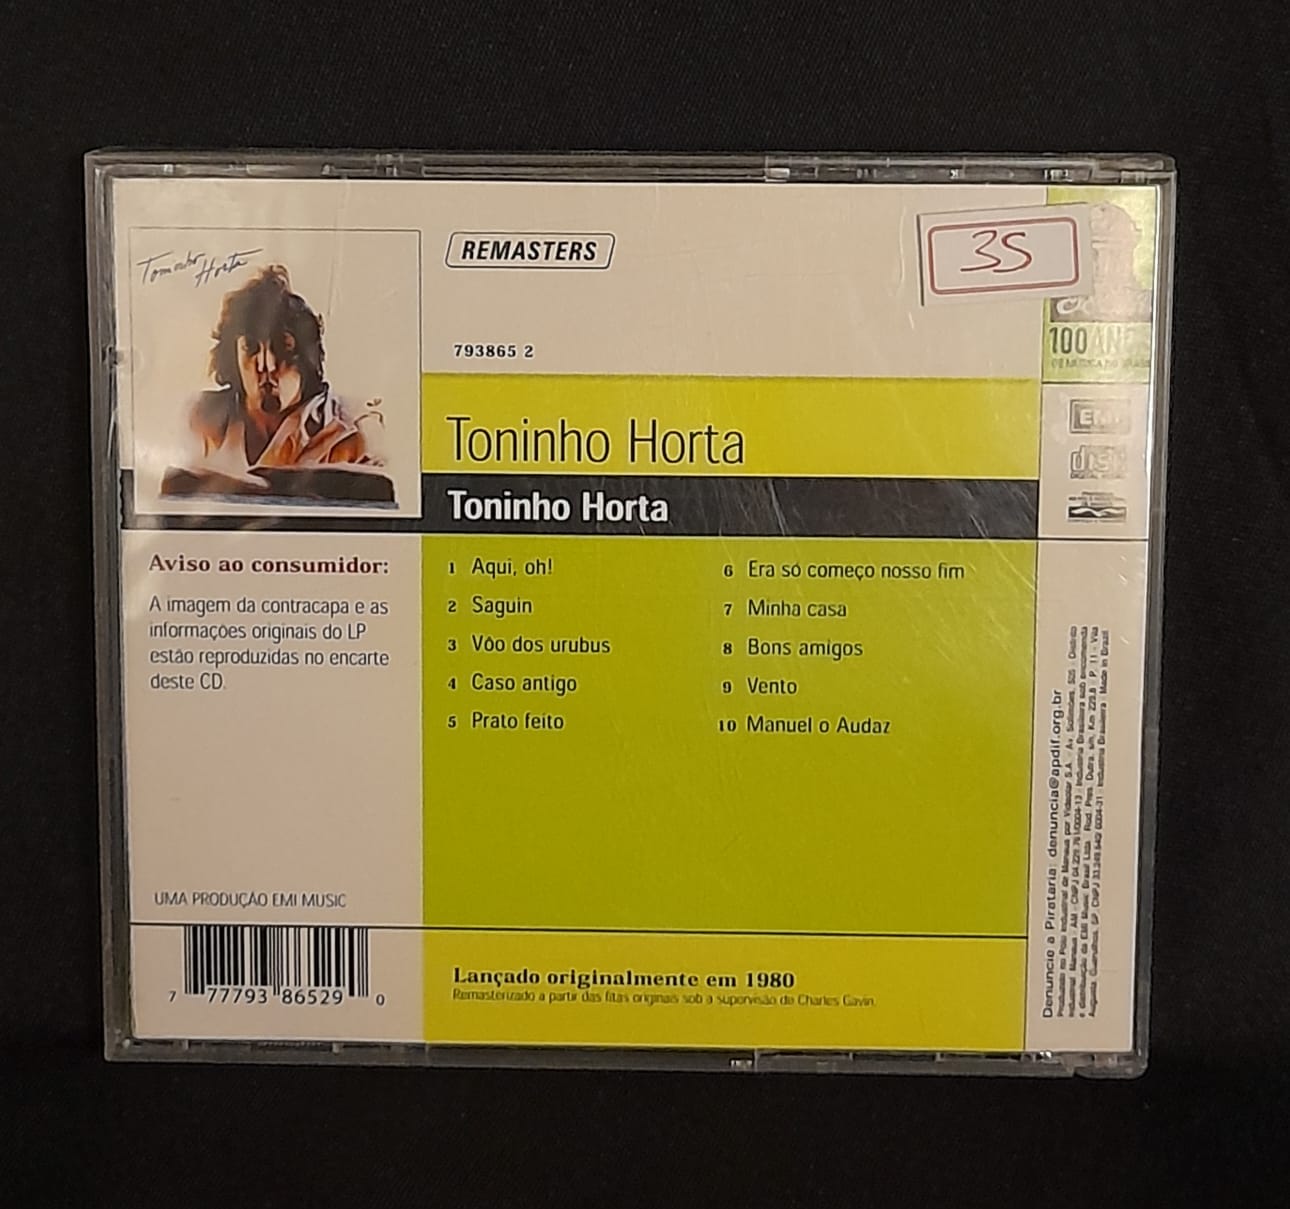 Toninho Horta
REMASTERS
35
793865 2
100 ANOS
Toninho Horta
EMI
Toninho Horta
disc
Aviso ao consumidor:
A imagem da contracapa e as
informações originais do LP
estão reproduzidas no encarte
deste CD.
1 Aqui, oh!
2 Saguin
3 Vôo dos urubus
4 Caso antigo
5 Prato feito
6 Era só começo nosso fim
7 Minha casa
8 Bons amigos
9 Vento
10 Manuel o Audaz
UMA PRODUÇÃO EMI MUSIC
7 77793 86529 0
Lançado originalmente em 1980
Remasterizado a partir das fitas originais sob a supervisão de Charles Gavin.
Denuncie a Pirataria: denuncia@apdif.org.br